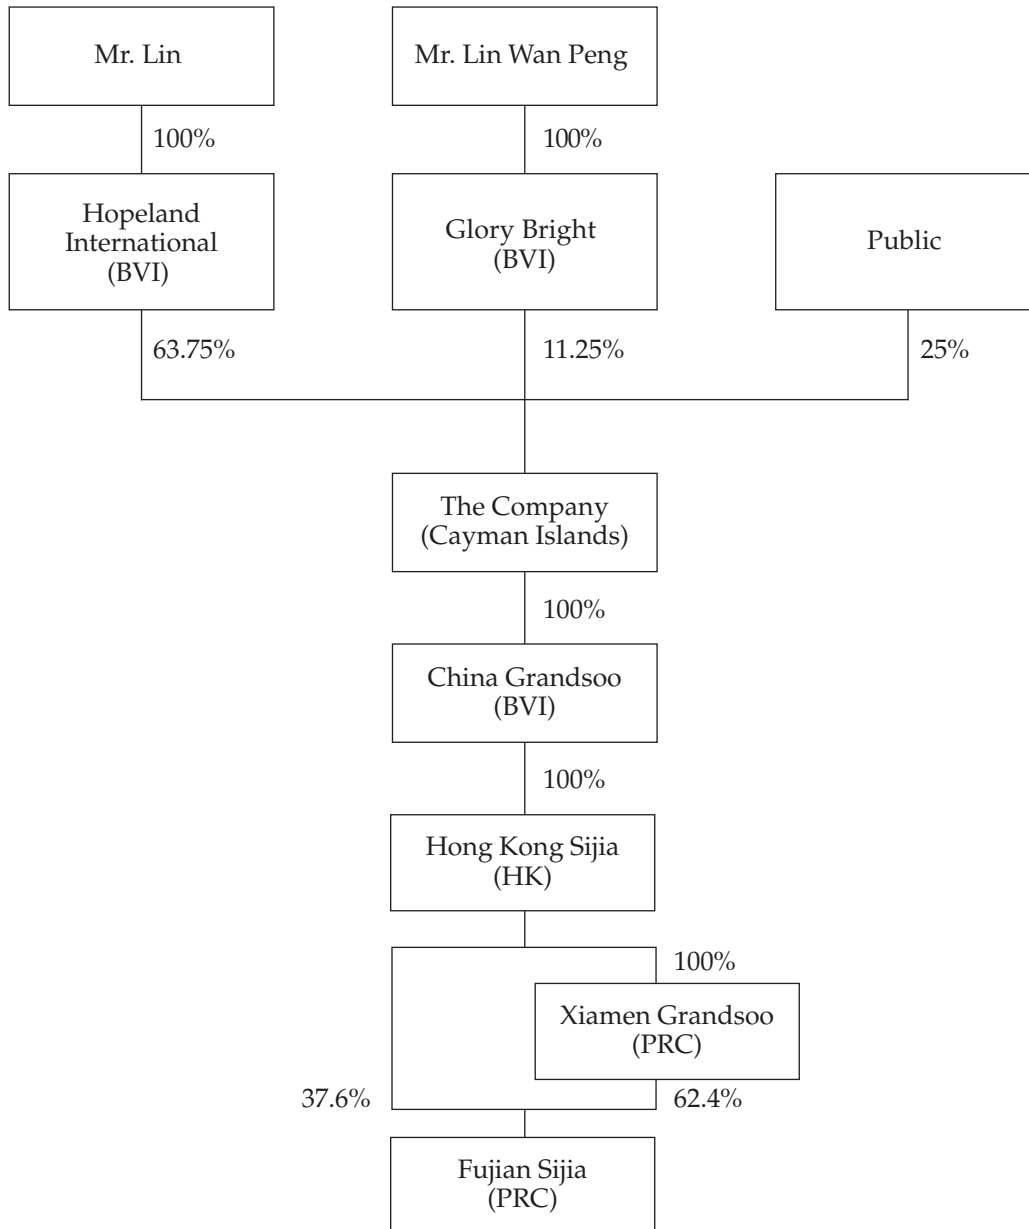 Mr. Lin
Mr. Lin Wan Peng
100%
100%
Hopeland
International
(BVI)
Glory Bright
(BVI)
Public
63.75%
11.25%
25%
The Company
(Cayman Islands)
100%
China Grandsoo
(BVI)
100%
Hong Kong Sijia
(HK)
100%
Xiamen Grandsoo
(PRC)
37.6%
62.4%
Fujian Sijia
(PRC)